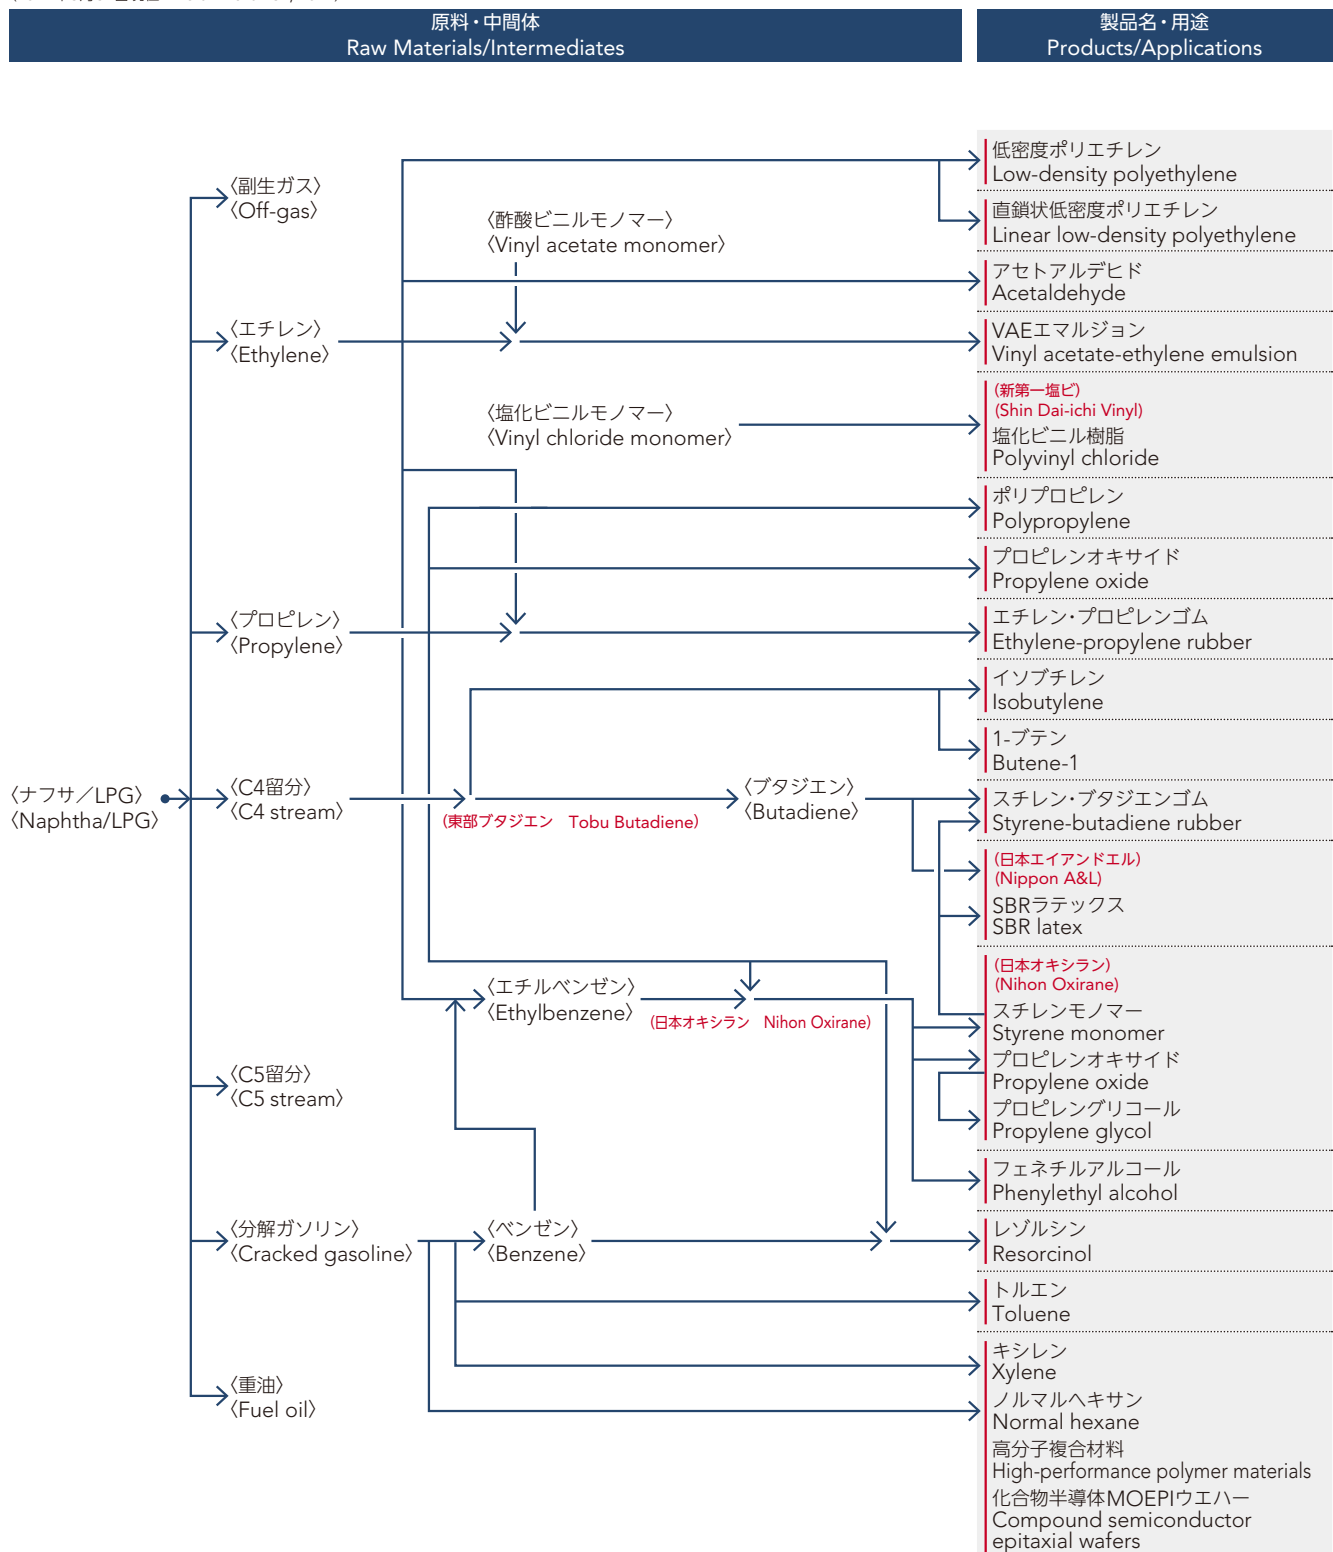 原料・中間体
Raw Materials/Intermediates
製品名・用途
Products/Applications
〈ナフサ／LPG〉
〈Naphtha/LPG〉
〈副生ガス〉
〈Off-gas〉
〈エチレン〉
〈Ethylene〉
〈プロピレン〉
〈Propylene〉
〈C4留分〉
〈C4 stream〉
〈C5留分〉
〈C5 stream〉
〈分解ガソリン〉
〈Cracked gasoline〉
〈重油〉
〈Fuel oil〉
〈酢酸ビニルモノマー〉
〈Vinyl acetate monomer〉
〈塩化ビニルモノマー〉
〈Vinyl chloride monomer〉
(東部ブタジエン　Tobu Butadiene)
〈ブタジエン〉
〈Butadiene〉
〈エチルベンゼン〉
〈Ethylbenzene〉
(日本オキシラン　Nihon Oxirane)
〈ベンゼン〉
〈Benzene〉
低密度ポリエチレン
Low-density polyethylene
直鎖状低密度ポリエチレン
Linear low-density polyethylene
アセトアルデヒド
Acetaldehyde
VAEエマルジョン
Vinyl acetate-ethylene emulsion
(新第一塩ビ)
(Shin Dai-ichi Vinyl)
塩化ビニル樹脂
Polyvinyl chloride
ポリプロピレン
Polypropylene
プロピレンオキサイド
Propylene oxide
エチレン・プロピレンゴム
Ethylene-propylene rubber
イソブチレン
Isobutylene
1-ブテン
Butene-1
スチレン・ブタジエンゴム
Styrene-butadiene rubber
(日本エイアンドエル)
(Nippon A&L)
SBRラテックス
SBR latex
(日本オキシラン)
(Nihon Oxirane)
スチレンモノマー
Styrene monomer
プロピレンオキサイド
Propylene oxide
プロピレングリコール
Propylene glycol
フェネチルアルコール
Phenylethyl alcohol
レゾルシン
Resorcinol
トルエン
Toluene
キシレン
Xylene
ノルマルヘキサン
Normal hexane
高分子複合材料
High-performance polymer materials
化合物半導体MOEPIウエハー
Compound semiconductor
epitaxial wafers